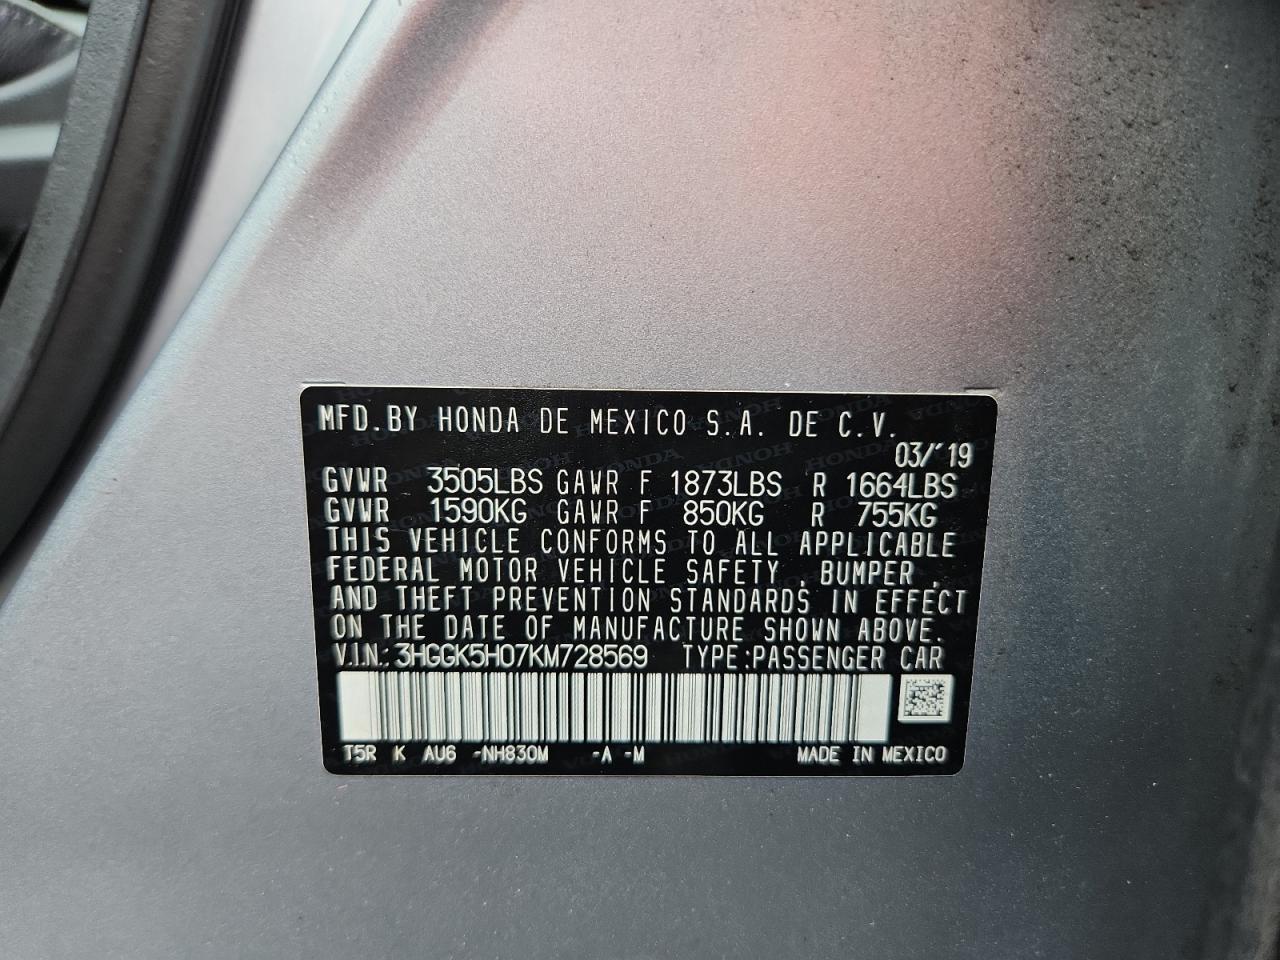 MFD.BY HONDA DE MEXICO S.A. DE C.V.
03/'19
GVWR 3505LBS GAWR F 1873LBS R 1664LBS
GVWR 1590KG GAWR F 850KG R 755KG
THIS VEHICLE CONFORMS TO ALL APPLICABLE
FEDERAL MOTOR VEHICLE SAFETY, BUMPER,
AND THEFT PREVENTION STANDARDS IN EFFECT
ON THE DATE OF MANUFACTURE SHOWN ABOVE.
V.I.N.: 3HGGK5H07KM728569 TYPE:PASSENGER CAR
T5R K AU6 -NH830M -A -M MADE IN MEXICO